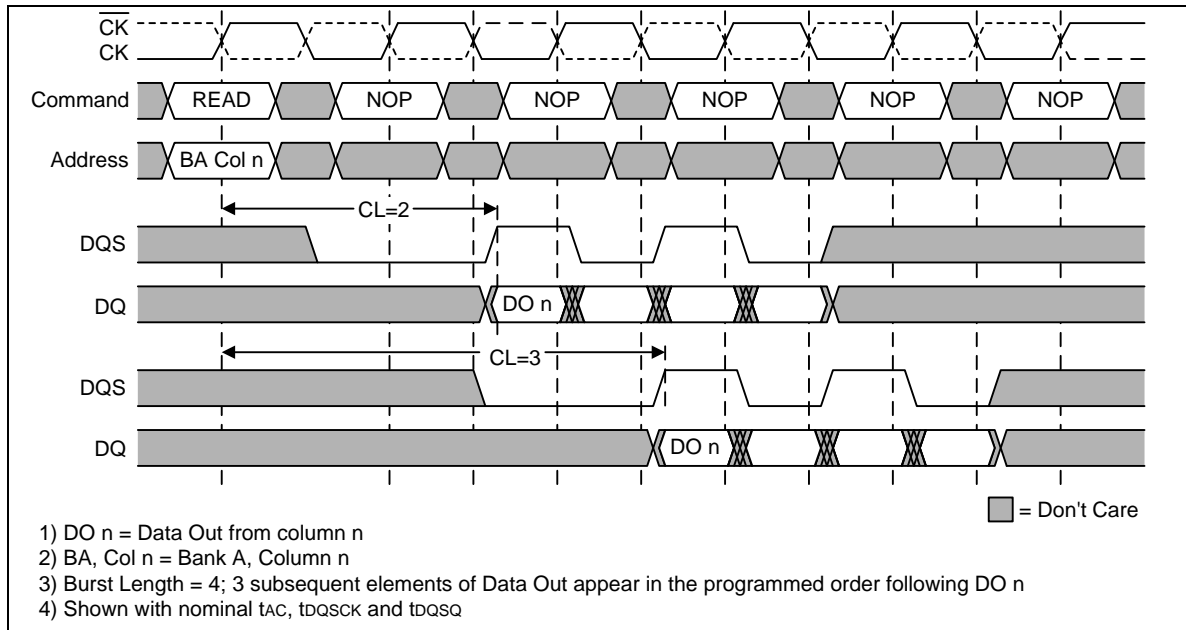 CK
CK
Command READ NOP NOP NOP NOP NOP
Address BA Col n
CL=2
DQS
DQ DO n
CL=3
DQS
DQ DO n
= Don't Care
1) DO n = Data Out from column n
2) BA, Col n = Bank A, Column n
3) Burst Length = 4; 3 subsequent elements of Data Out appear in the programmed order following DO n
4) Shown with nominal tAC, tDQSCK and tDQSQ